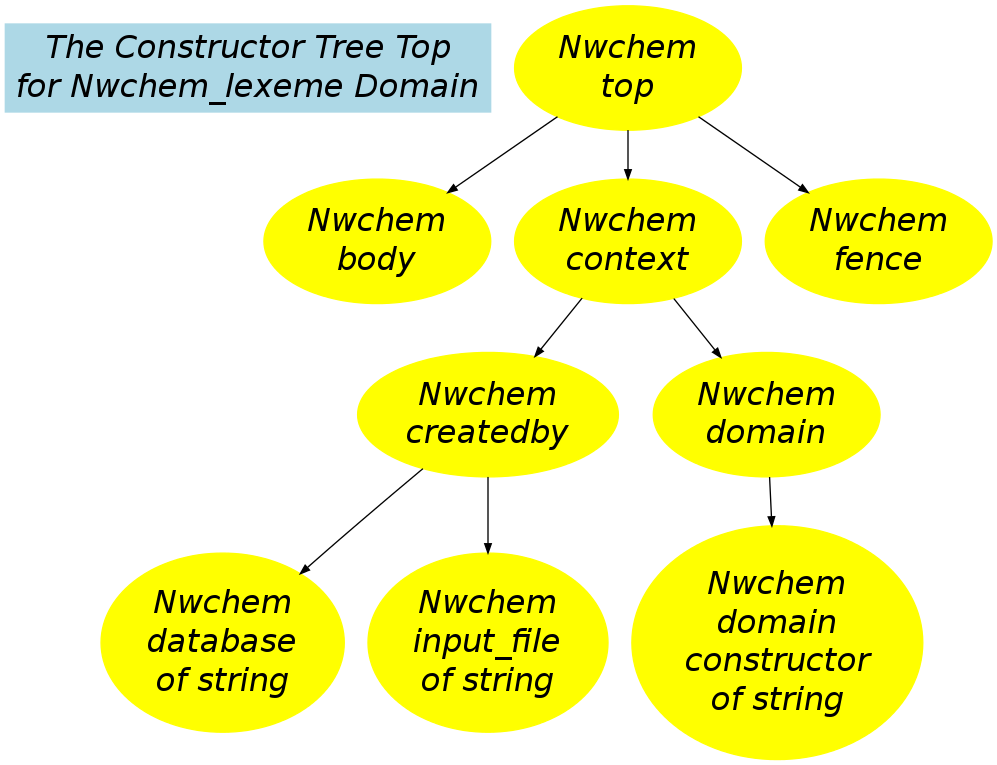 The Constructor Tree Top
for Nwchem_lexeme Domain
Nwchem
top
Nwchem
body
Nwchem
context
Nwchem
fence
Nwchem
createdby
Nwchem
domain
Nwchem
database
of string
Nwchem
input_file
of string
Nwchem
domain
constructor
of string